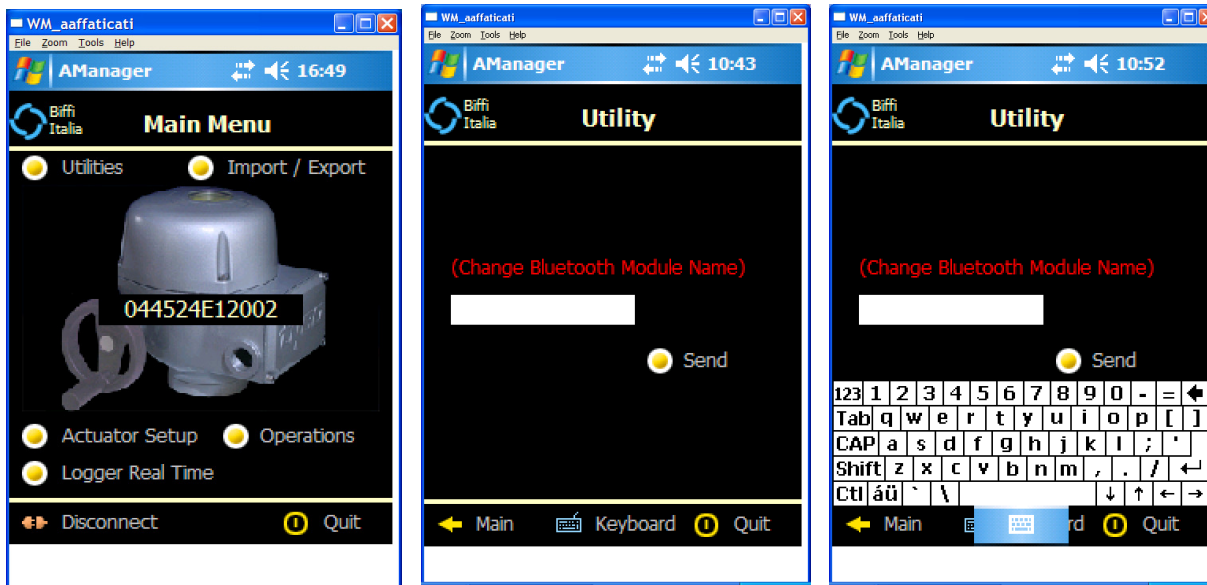 WM_aaffaticati
File Zoom Tools Help
AManager 16:49
Biffi
Italia
Main Menu
Utilities Import / Export
044524E12002
Actuator Setup Operations
Logger Real Time
Disconnect Quit
WM_aaffaticati
File Zoom Tools Help
AManager 10:43
Biffi
Italia
Utility
(Change Bluetooth Module Name)
Send
Main Keyboard Quit
WM_aaffaticati
File Zoom Tools Help
AManager 10:52
Biffi
Italia
Utility
(Change Bluetooth Module Name)
Send
123 1 2 3 4 5 6 7 8 9 0 - =
Tab q w e r t y u i o p [ ]
CAP a s d f g h j k l ; '
Shift z x c v b n m , . /
Ctl áü ` \
Main rd Quit